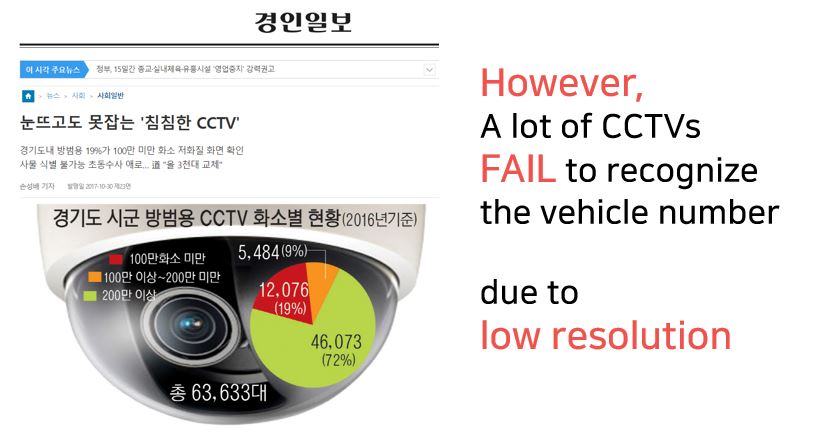 경인일보
이 시각 주요뉴스
정부, 15일간 종교·실내체육·유흥시설 '영업중지' 강력권고
> 뉴스 > 사회 > 사회일반
눈뜨고도 못잡는 '침침한 CCTV'
경기도내 방범용 19%가 100만 미만 화소 저화질 화면 확인
사물 식별 불가능 초동수사 애로... 道 "올 3천대 교체"
손성배 기자 발행일 2017-10-30 제23면
경기도 시군 방범용 CCTV 화소별 현황(2016년기준)
100만화소 미만
100만 이상~200만 미만
200만 이상
5,484(9%)
12,076
(19%)
46,073
(72%)
총 63,633대
However,
A lot of CCTVs
FAIL to recognize
the vehicle number
due to
low resolution